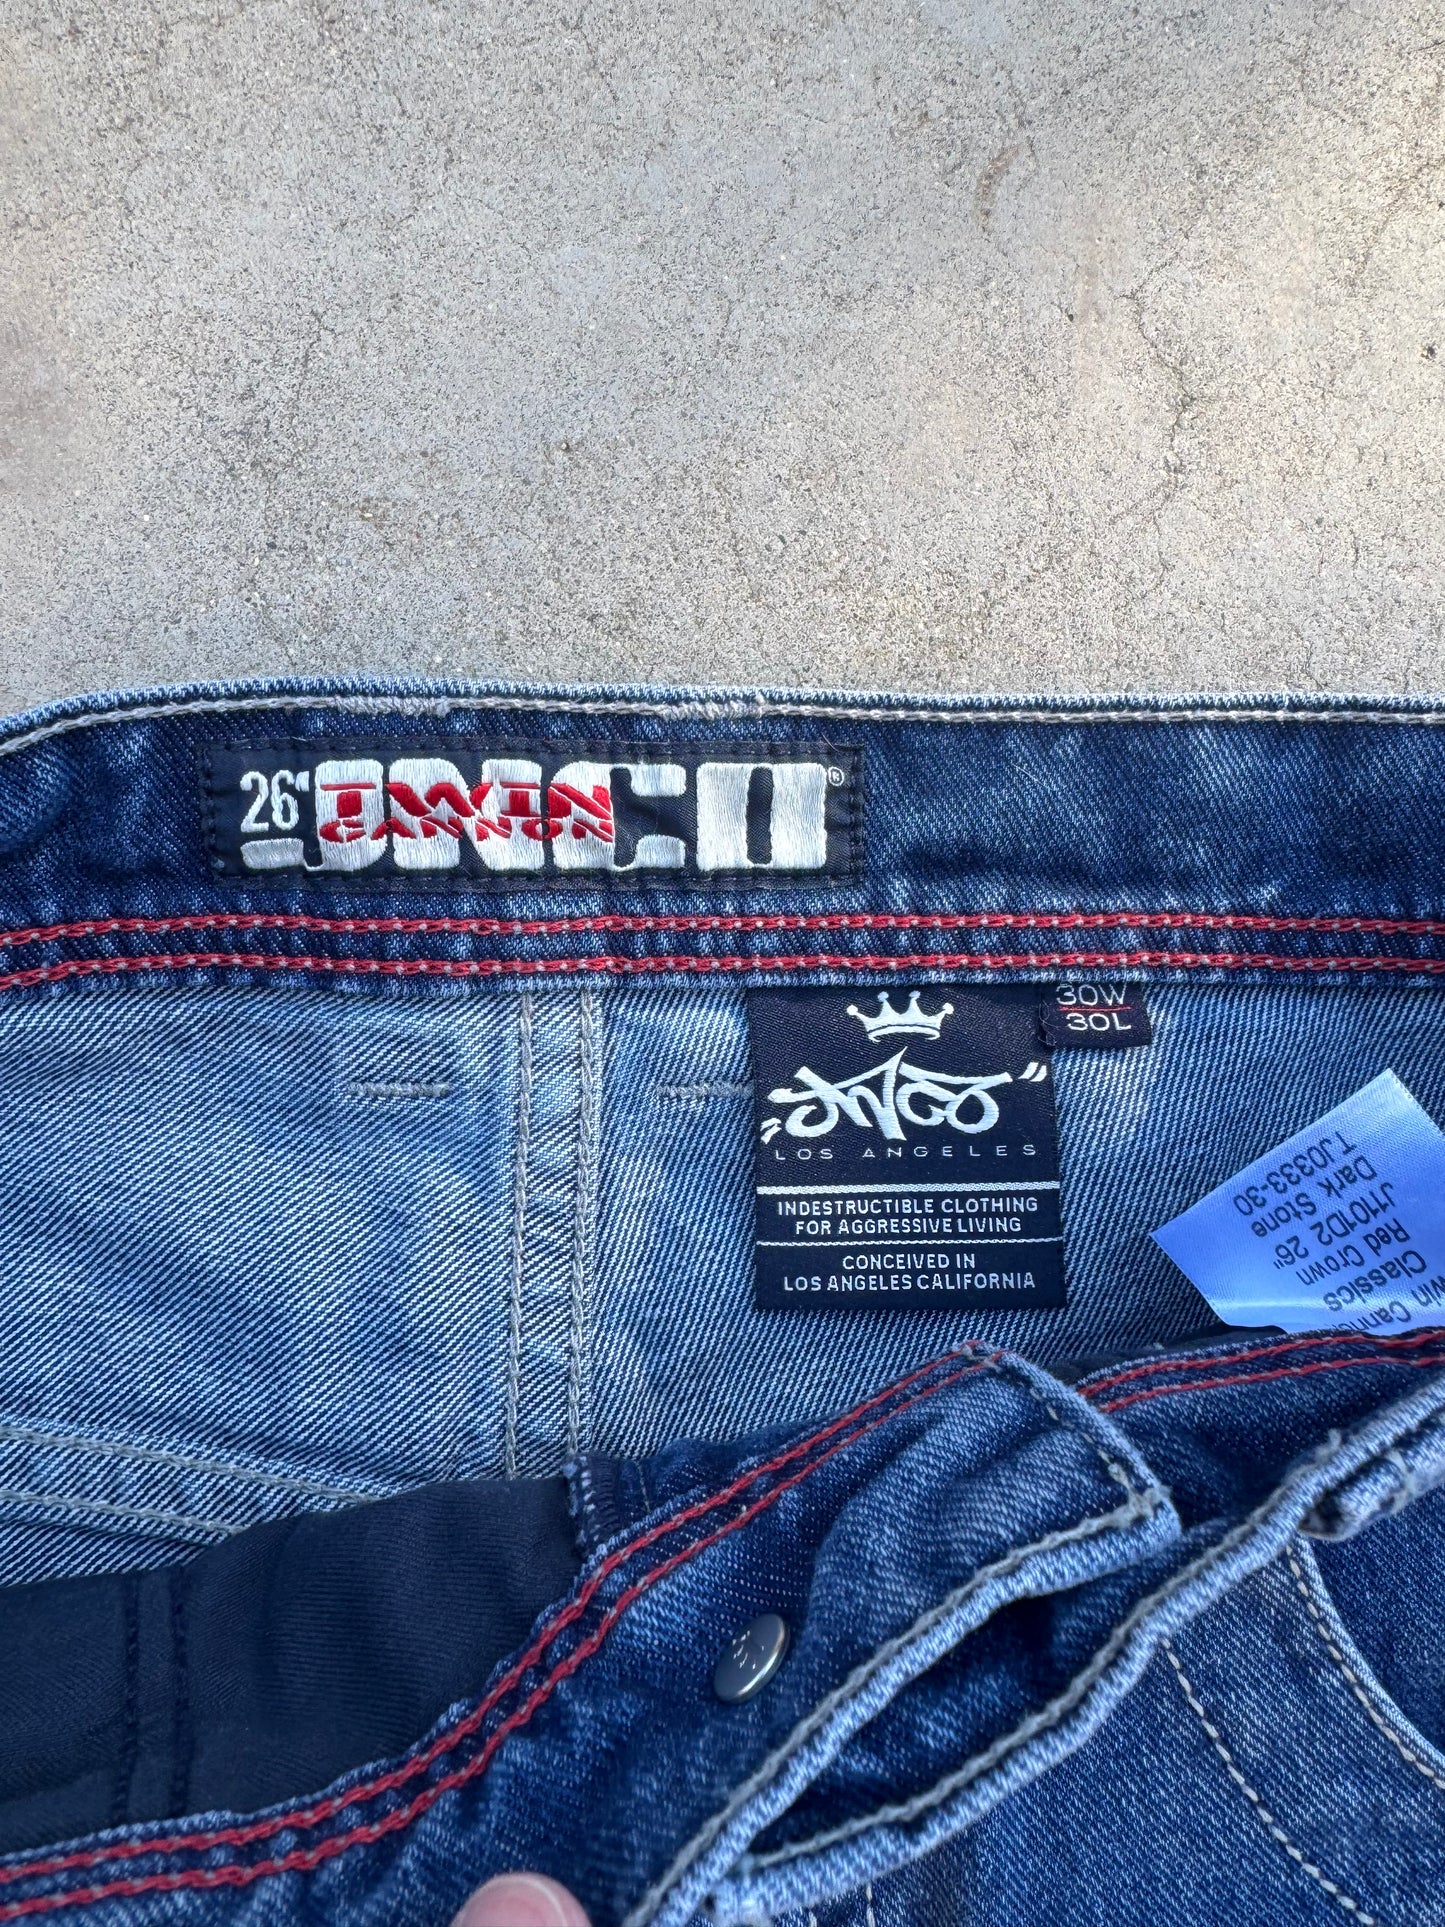 26" JNCO ®
TWIN
CANNON
30W
30L
JNCO
LOS ANGELES
INDESTRUCTIBLE CLOTHING
FOR AGGRESSIVE LIVING
CONCEIVED IN
LOS ANGELES CALIFORNIA
Classics
Red Crown
J1101D2 26"
Dark Stone
TJ0333-30